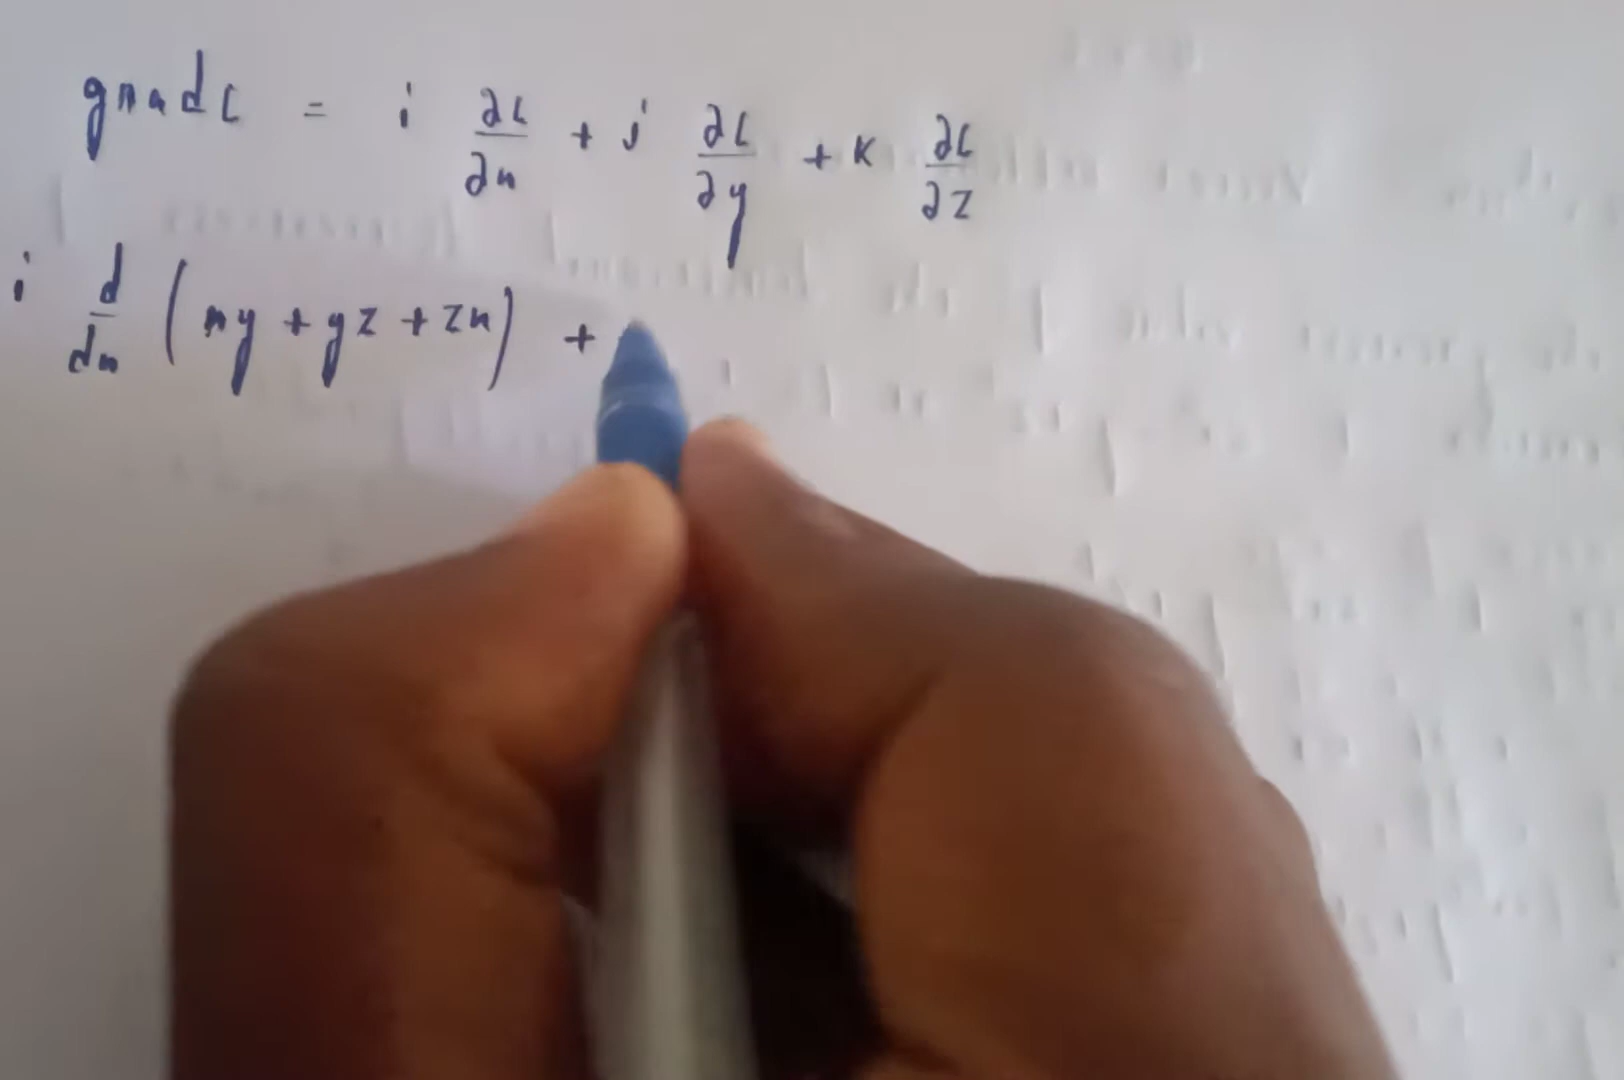 grad L = i ∂L/∂x + j ∂L/∂y + k ∂L/∂z
i d/dx (xy + yz + zx) +